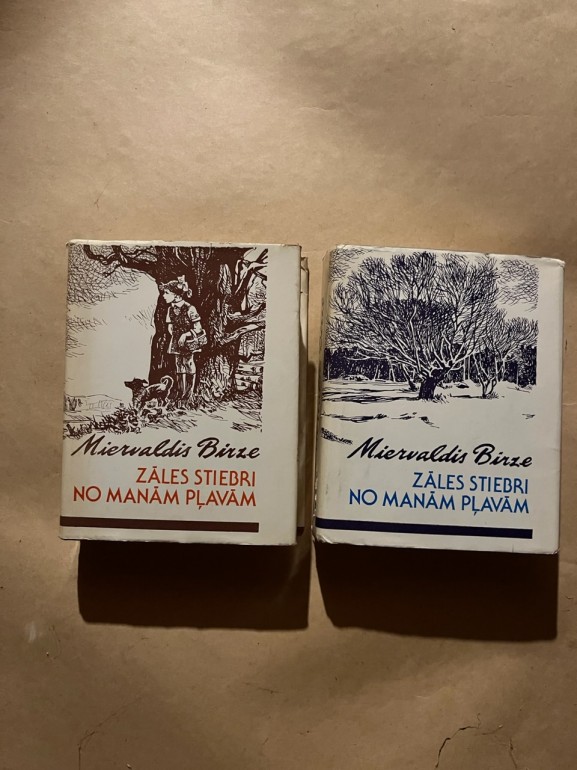 Miervaldis Birze
ZĀLES STIEBRI
NO MANĀM PĻAVĀM
Miervaldis Birze
ZĀLES STIEBRI
NO MANĀM PĻAVĀM